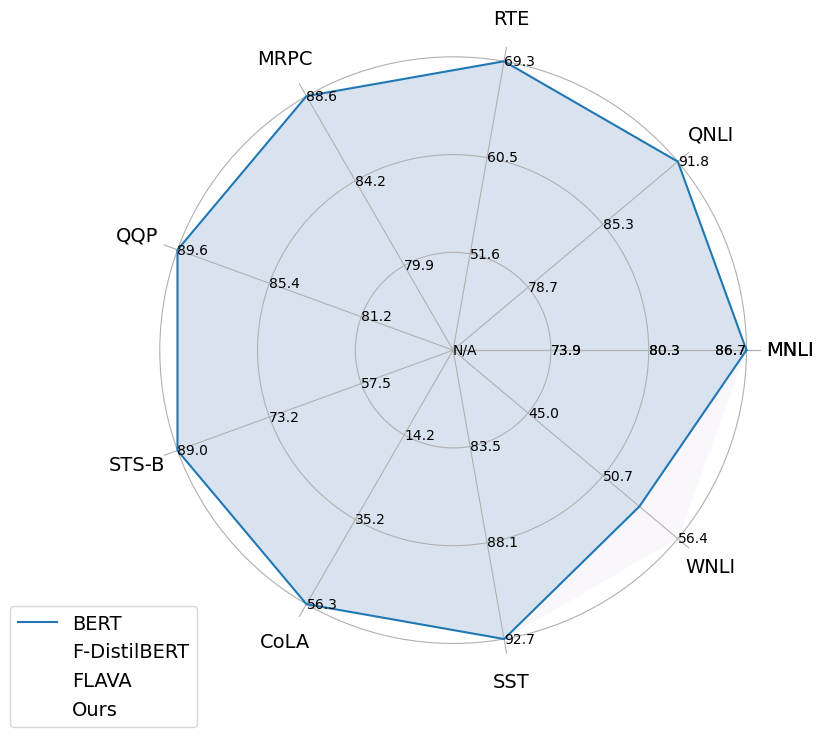 RTE
MRPC
69.3
88.6
QNLI
91.8
60.5
84.2
QQP
85.3
89.6
51.6
79.9
85.4
78.7
81.2
N/A
73.9
80.3
86.7
MNLI
57.5
45.0
73.2
14.2
83.5
STS-B
89.0
50.7
35.2
88.1
56.4
WNLI
56.3
CoLA
92.7
SST
BERT
F-DistilBERT
FLAVA
Ours